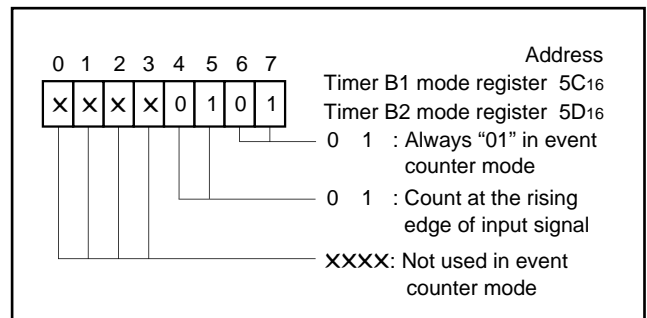 Address
0 1 2 3 4 5 6 7
Timer B1 mode register 5C16
X X X X 0 1 0 1
Timer B2 mode register 5D16
0 1 : Always “01” in event
counter mode
0 1 : Count at the rising
edge of input signal
XXXX: Not used in event
counter mode